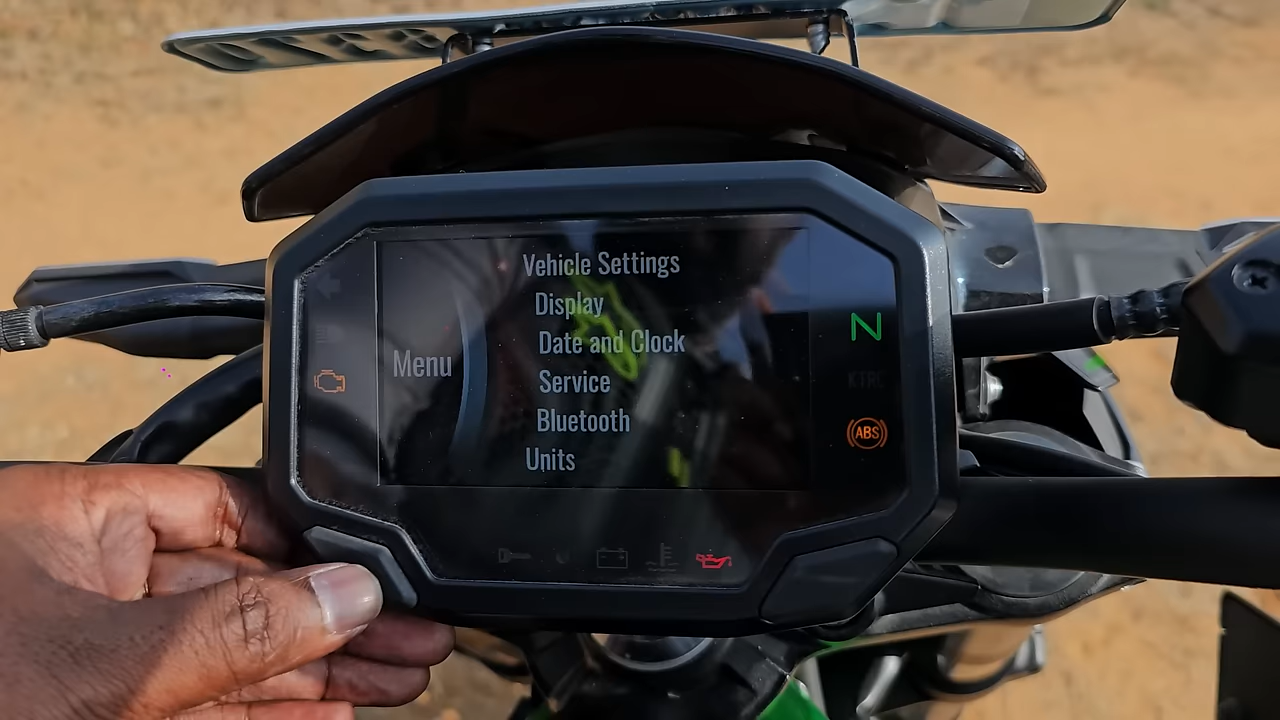 Menu
Vehicle Settings
Display
Date and Clock
Service
Bluetooth
Units
N
KTRC
ABS